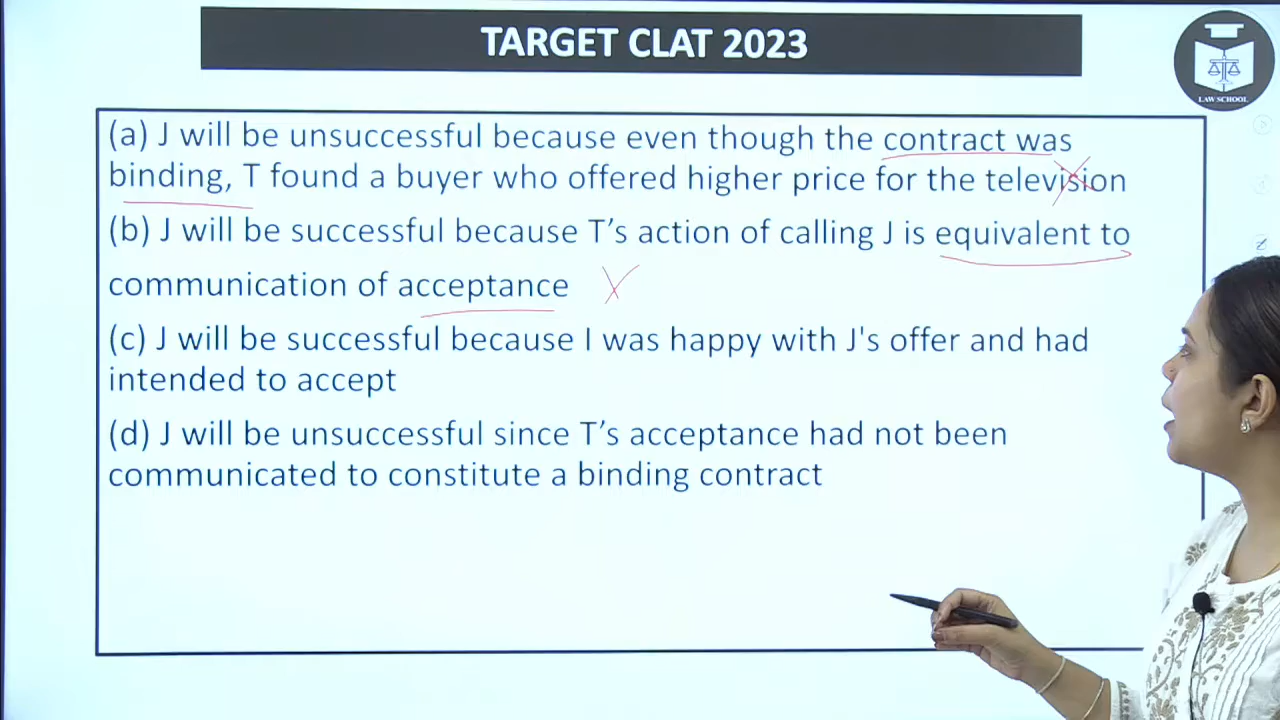 TARGET CLAT 2023
LAW SCHOOL
(a) J will be unsuccessful because even though the contract was
binding, T found a buyer who offered higher price for the television
(b) J will be successful because T’s action of calling J is equivalent to
communication of acceptance
(c) J will be successful because I was happy with J's offer and had
intended to accept
(d) J will be unsuccessful since T’s acceptance had not been
communicated to constitute a binding contract